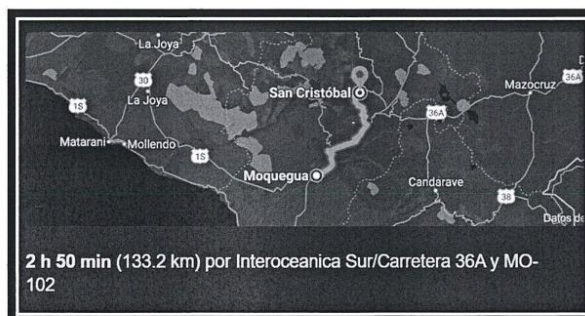 La Joya
30
La Joya
1S
Matarani
Mollendo
1S
San Cristóbal
Moquegua
36A
36A
Mazocruz
Candarave
38
Datos de
2 h 50 min (133.2 km) por Interoceanica Sur/Carretera 36A y MO-
102